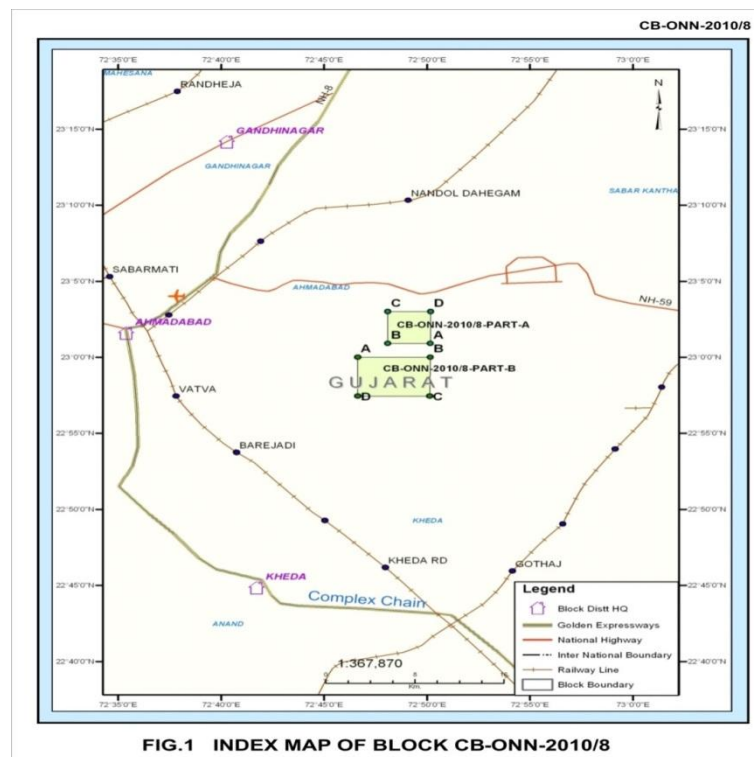 CB-ONN-2010/8
72°35'0"E 72°40'0"E 72°45'0"E 72°50'0"E 72°55'0"E 73°0'0"E
MAHESANA
RANDHEJA
NH-8
N
23°15'0"N 23°15'0"N
GANDHINAGAR
GANDHINAGAR
SABAR KANTHA
NANDOL DAHEGAM
23°10'0"N 23°10'0"N
SABARMATI
23°5'0"N 23°5'0"N
AHMADABAD
NH-59
C D
AHMADABAD
CB-ONN-2010/8-PART-A
B A
A B
23°0'0"N 23°0'0"N
CB-ONN-2010/8-PART-B
GUJARAT
VATVA
D C
22°55'0"N 22°55'0"N
BAREJADI
22°50'0"N 22°50'0"N
KHEDA
KHEDA RD
GOTHAJ
22°45'0"N 22°45'0"N
KHEDA
Complex Chain
ANAND
Legend
Block Distt HQ
Golden Expressways
National Highway
Inter National Boundary
Railway Line
Block Boundary
22°40'0"N 22°40'0"N
1:367,870
0 8
Km.
72°35'0"E 72°40'0"E 72°45'0"E 72°50'0"E 72°55'0"E 73°0'0"E
FIG.1 INDEX MAP OF BLOCK CB-ONN-2010/8